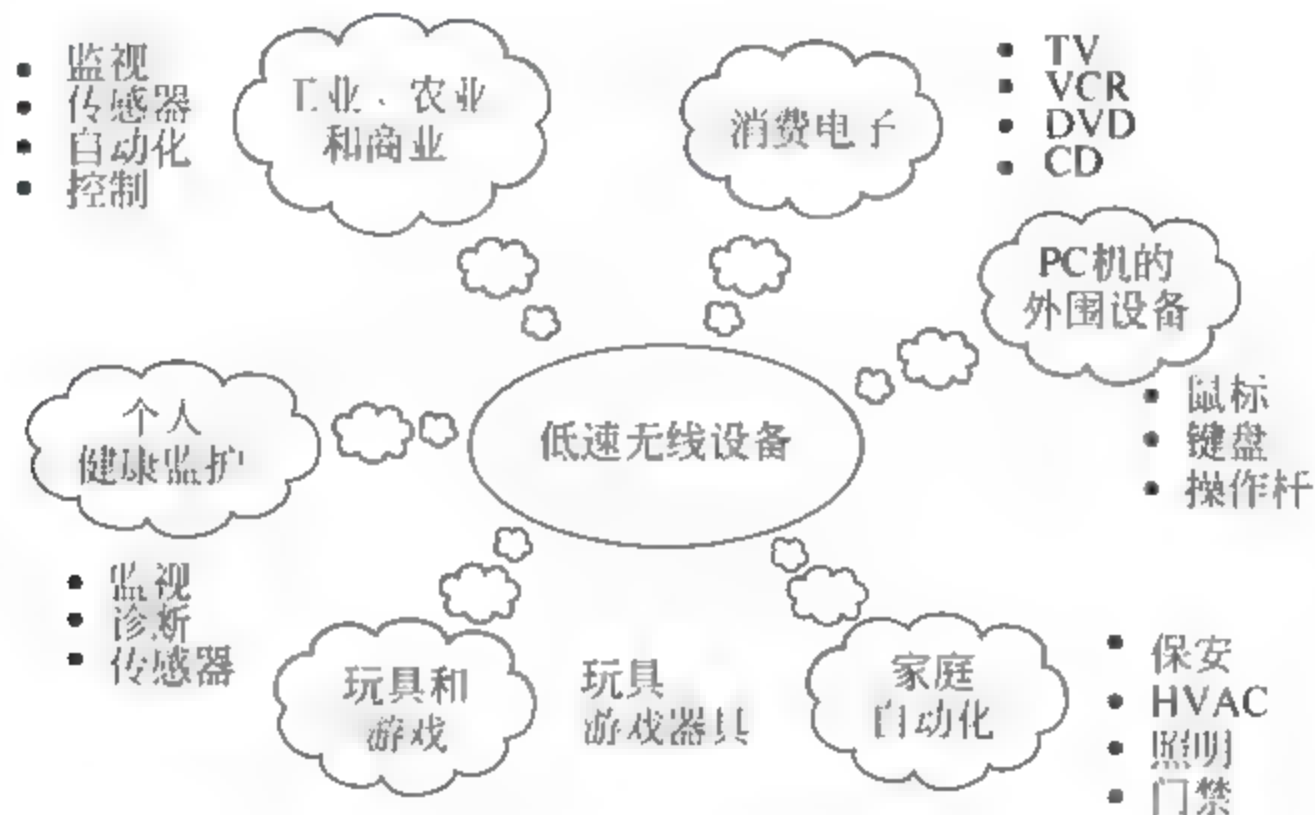 监视
传感器
自动化
控制
工业、农业
和商业
消费电子
TV
VCR
DVD
CD
PC机的
外围设备
鼠标
键盘
操作杆
个人
健康监护
监视
诊断
传感器
低速无线设备
玩具和
游戏
玩具
游戏器具
家庭
自动化
保安
HVAC
照明
门禁